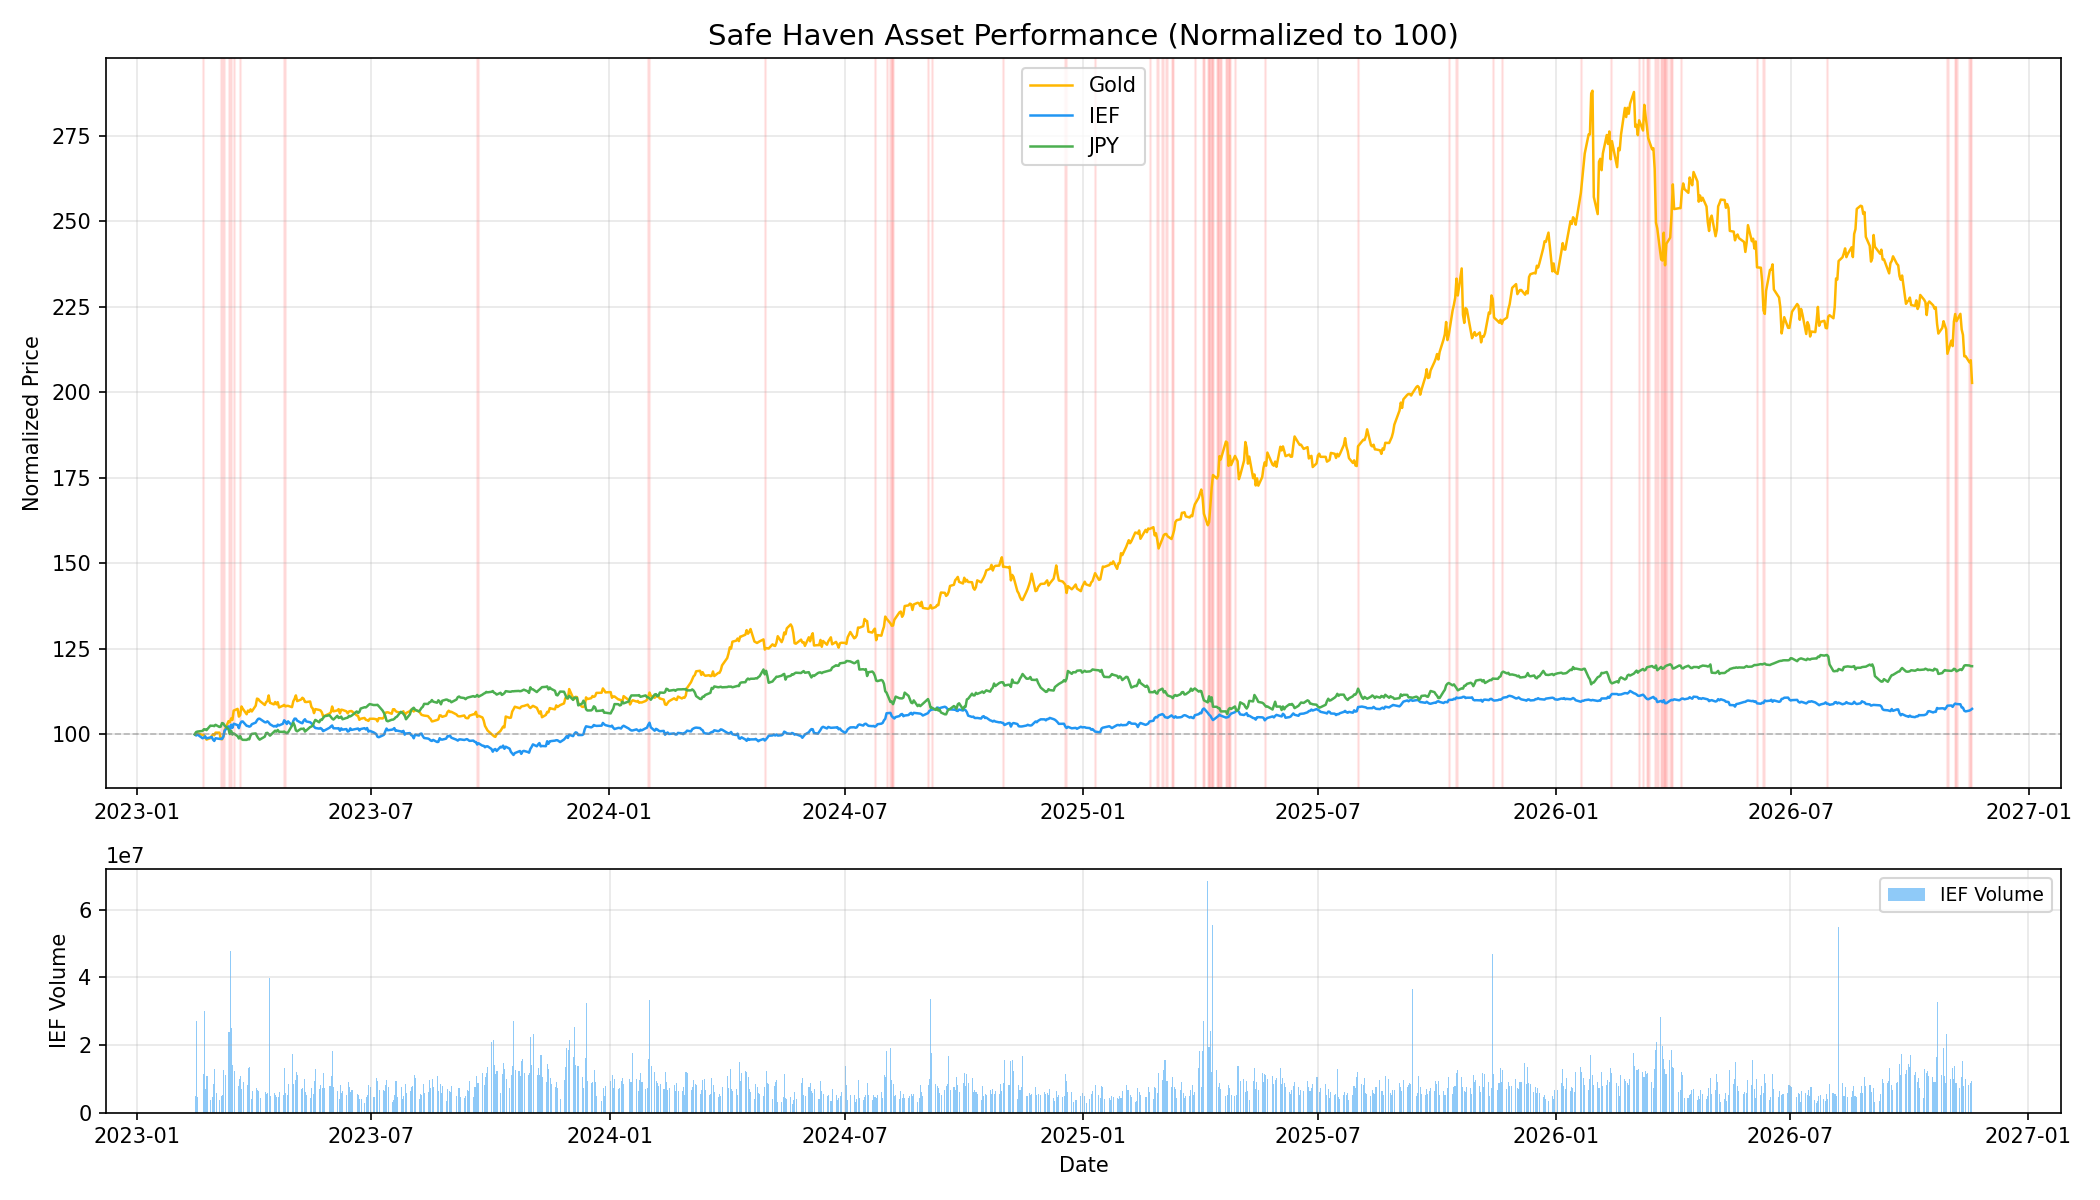 Safe Haven Asset Performance (Normalized to 100)
Gold
IEF
JPY
Normalized Price
275
250
225
200
175
150
125
100
2023-01 2023-07 2024-01 2024-07 2025-01 2025-07 2026-01 2026-07 2027-01
1e7
IEF Volume
IEF Volume
6
4
2
0
2023-01 2023-07 2024-01 2024-07 2025-01 2025-07 2026-01 2026-07 2027-01
Date